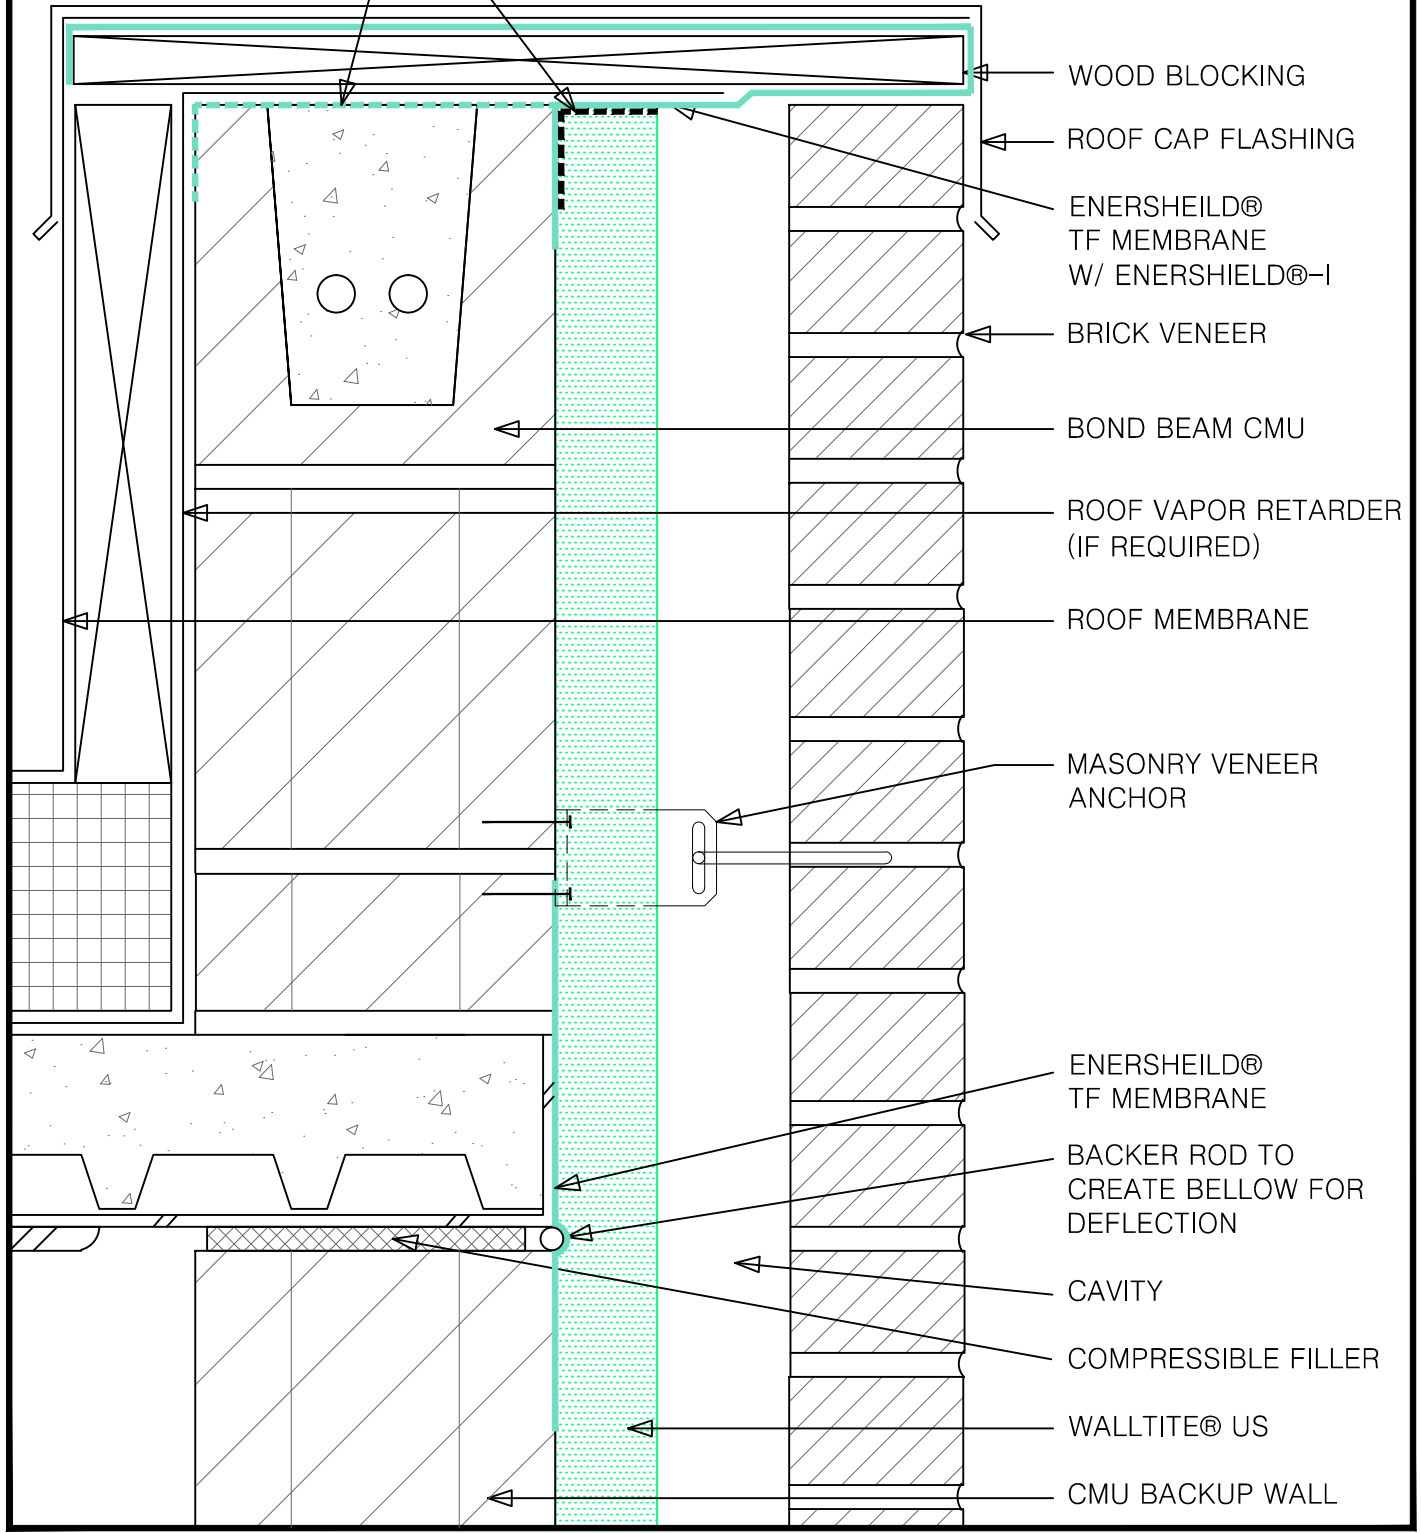 WOOD BLOCKING
ROOF CAP FLASHING
ENERSHEILD®
TF MEMBRANE
W/ ENERSHIELD®-I
BRICK VENEER
BOND BEAM CMU
ROOF VAPOR RETARDER
(IF REQUIRED)
ROOF MEMBRANE
MASONRY VENEER
ANCHOR
ENERSHEILD®
TF MEMBRANE
BACKER ROD TO
CREATE BELLOW FOR
DEFLECTION
CAVITY
COMPRESSIBLE FILLER
WALLTITE® US
CMU BACKUP WALL